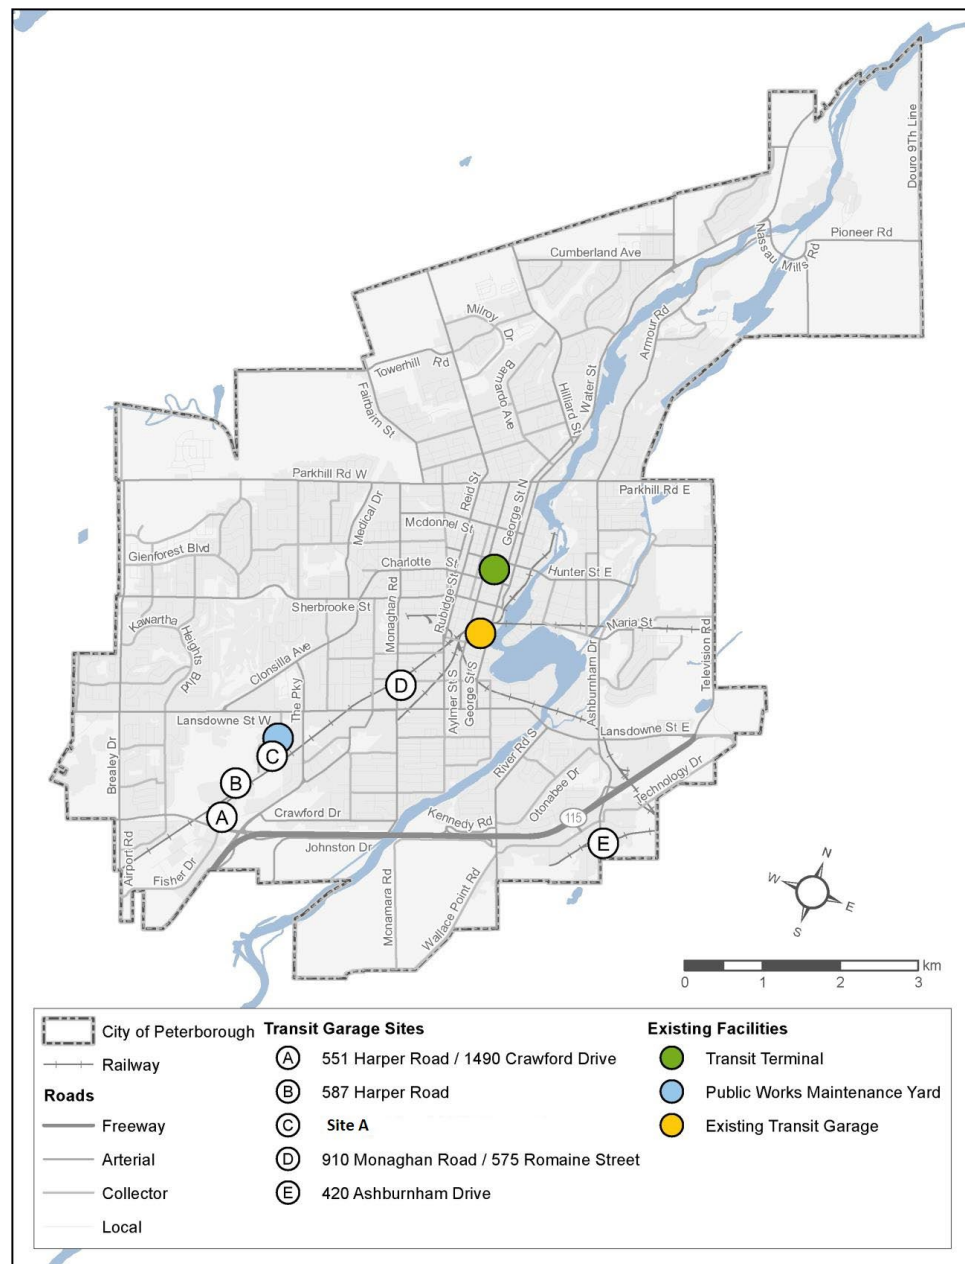 Douro 9Th Line
Pioneer Rd
Nassau Mills Rd
Cumberland Ave
Armour Rd
Milroy Dr
Water St
Towerhill Rd
Barnardo Ave
Hilliard St
Fairbairn St
Parkhill Rd W
Reid St
George St N
Parkhill Rd E
Medical Dr
Mcdonnel St
Glenforest Blvd
Charlotte St
Hunter St E
Rubidge St
Monaghan Rd
Sherbrooke St
Kawartha Heights Blvd
Maria St
Television Rd
Clonsilla Ave
Ashburnham Dr
D
The Pky
Aylmer St S
George St S
Lansdowne St W
Lansdowne St E
C
River Rd S
Brealey Dr
B
Technology Dr
Otonabee Dr
A
Crawford Dr
Kennedy Rd
115
E
Johnston Dr
Airport Rd
Fisher Dr
Mcnamara Rd
Wallace Point Rd
N
W
E
S
km
0 1 2 3
City of Peterborough
Railway
Roads
Freeway
Arterial
Collector
Local
Transit Garage Sites
A 551 Harper Road / 1490 Crawford Drive
B 587 Harper Road
C Site A
D 910 Monaghan Road / 575 Romaine Street
E 420 Ashburnham Drive
Existing Facilities
Transit Terminal
Public Works Maintenance Yard
Existing Transit Garage